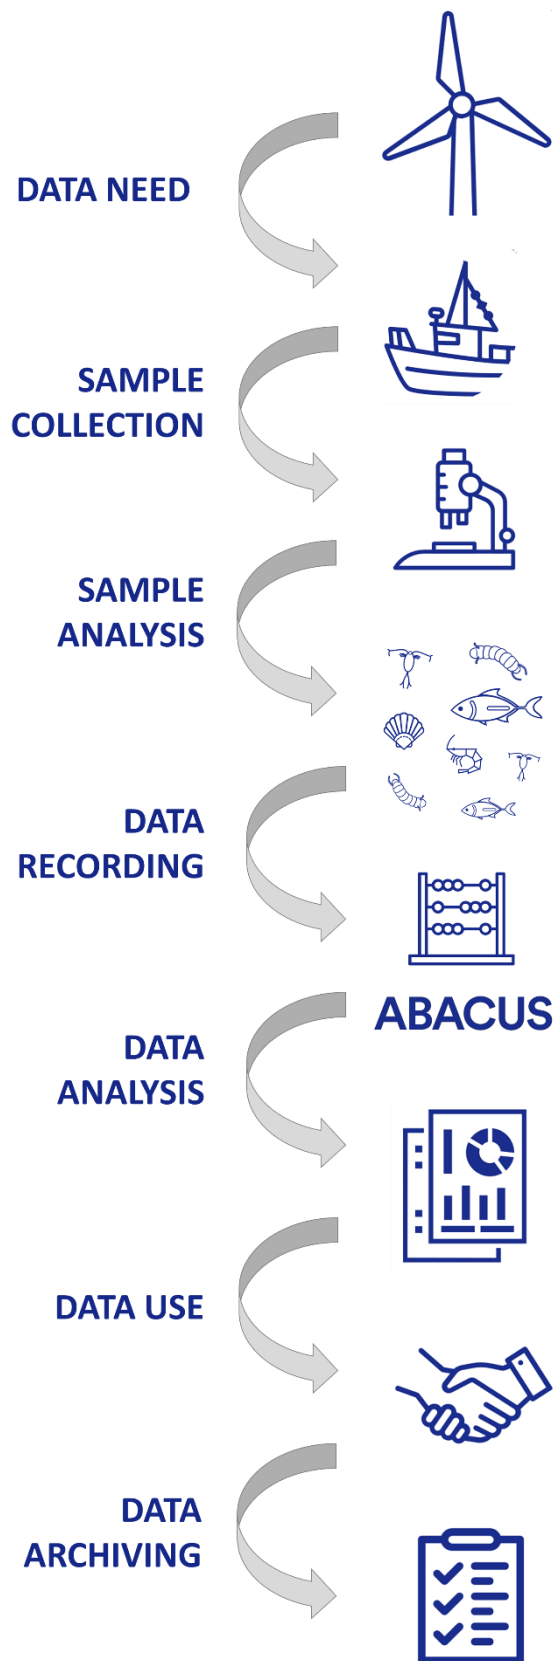 DATA NEED
SAMPLE
COLLECTION
SAMPLE
ANALYSIS
DATA
RECORDING
ABACUS
DATA
ANALYSIS
DATA USE
DATA
ARCHIVING